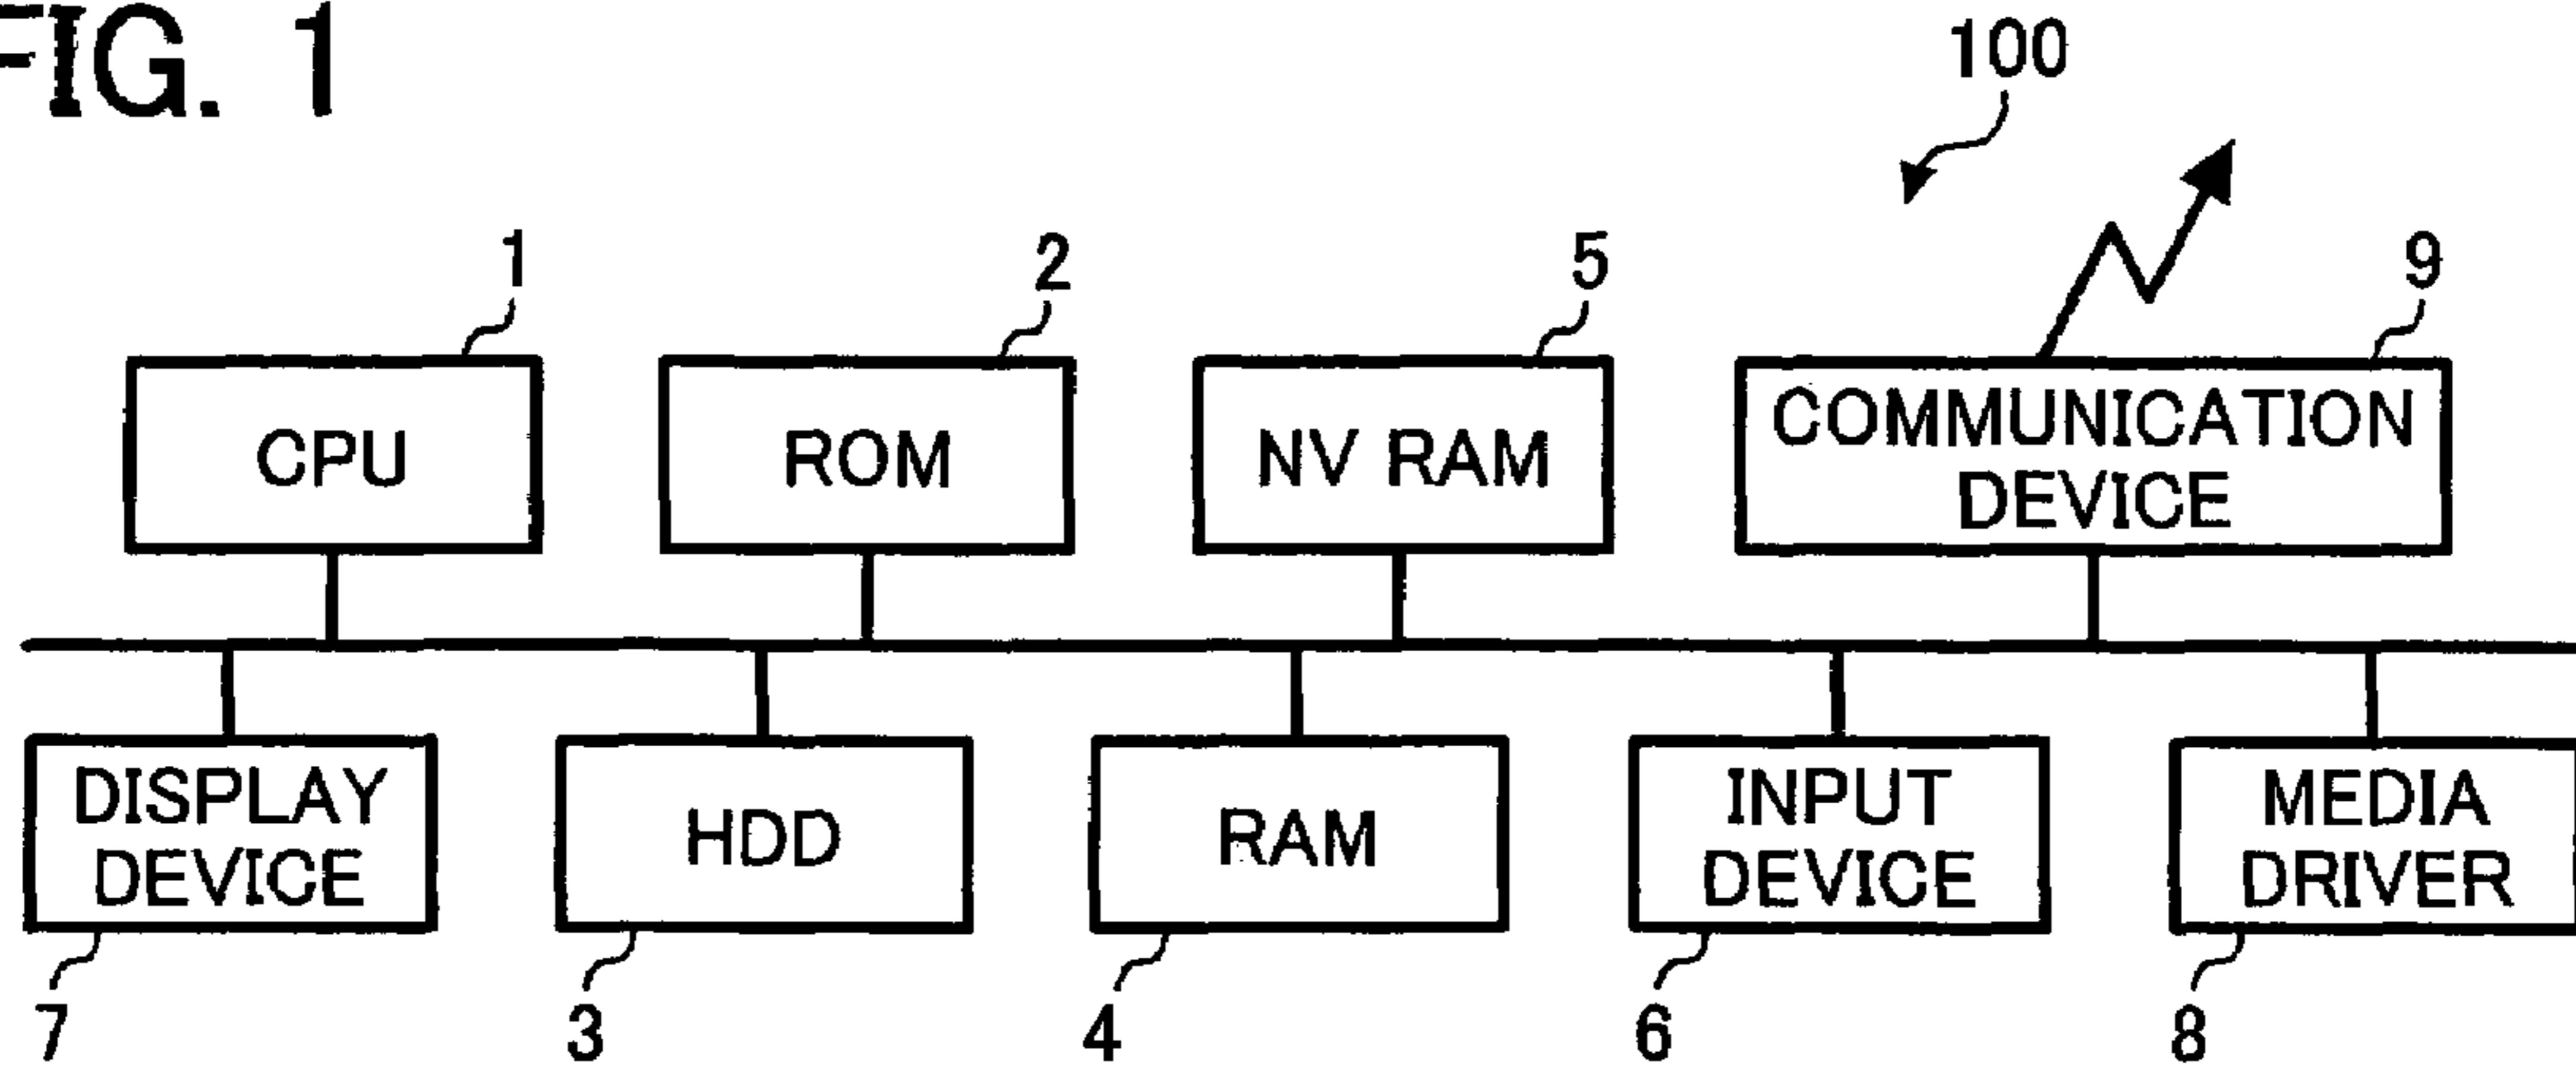 FIG. 1
100
1
2
5
9
CPU
ROM
NV RAM
COMMUNICATION
DEVICE
DISPLAY
DEVICE
HDD
RAM
INPUT
DEVICE
MEDIA
DRIVER
7
3
4
6
8